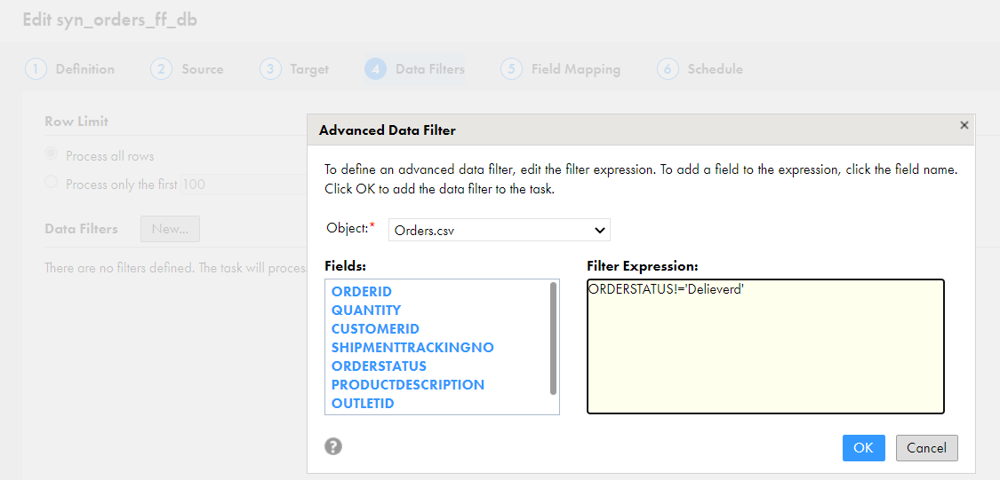 Edit syn_orders_ff_db
1 Definition 2 Source 3 Target 4 Data Filters 5 Field Mapping 6 Schedule
Row Limit
Process all rows
Process only the first 100
Data Filters New...
There are no filters defined. The task will proces
Advanced Data Filter ×
To define an advanced data filter, edit the filter expression. To add a field to the expression, click the field name.
Click OK to add the data filter to the task.
Object:* Orders.csv
Fields:
ORDERID
QUANTITY
CUSTOMERID
SHIPMENTTRACKINGNO
ORDERSTATUS
PRODUCTDESCRIPTION
OUTLETID
Filter Expression:
ORDERSTATUS!='Delieverd'
?
OK Cancel